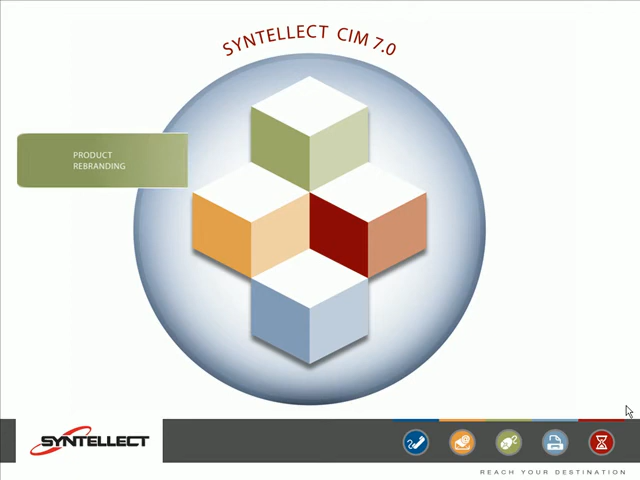 SYNTELLECT CIM 7.0
PRODUCT
REBRANDING
SYNTELLECT
REACH YOUR DESTINATION